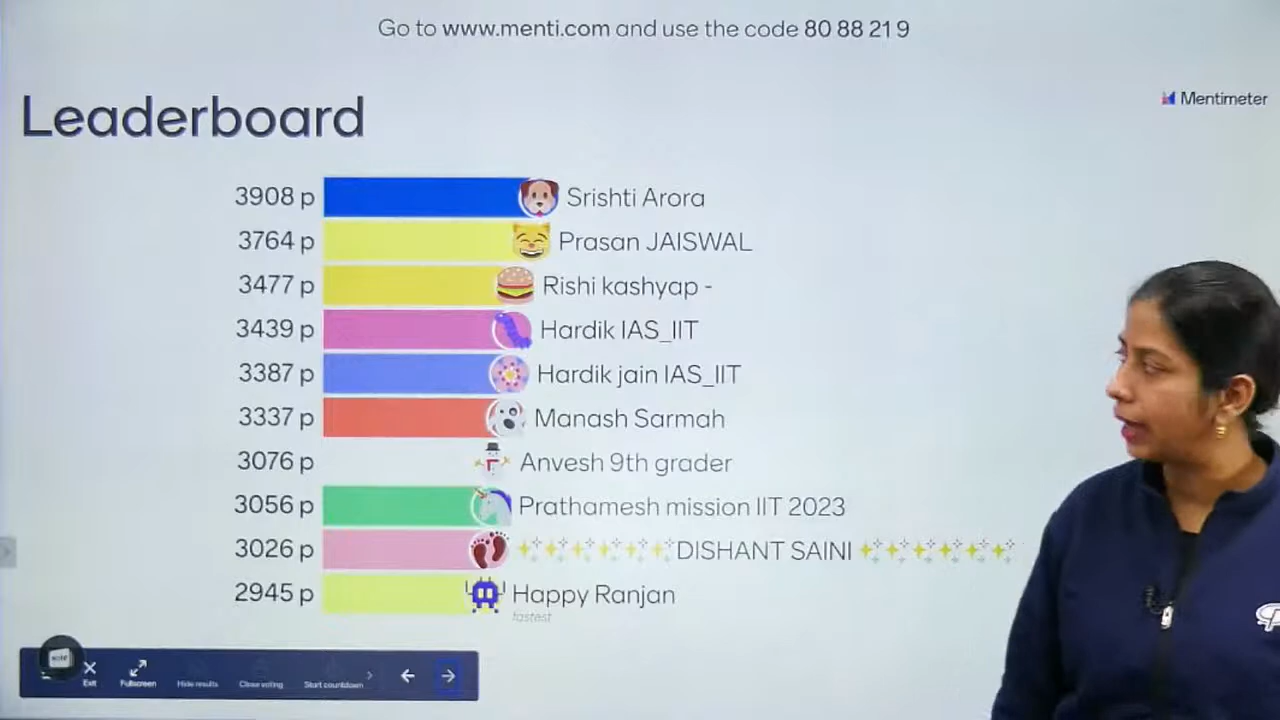 Go to www.menti.com and use the code 80 88 21 9
Mentimeter
Leaderboard
3908 p Srishti Arora
3764 p Prasan JAISWAL
3477 p Rishi kashyap -
3439 p Hardik IAS_IIT
3387 p Hardik jain IAS_IIT
3337 p Manash Sarmah
3076 p Anvesh 9th grader
3056 p Prathamesh mission IIT 2023
3026 p ✨✨✨✨✨✨DISHANT SAINI ✨✨✨✨✨✨
2945 p Happy Ranjan
fastest
Exit Fullscreen Hide results Close voting Start countdown